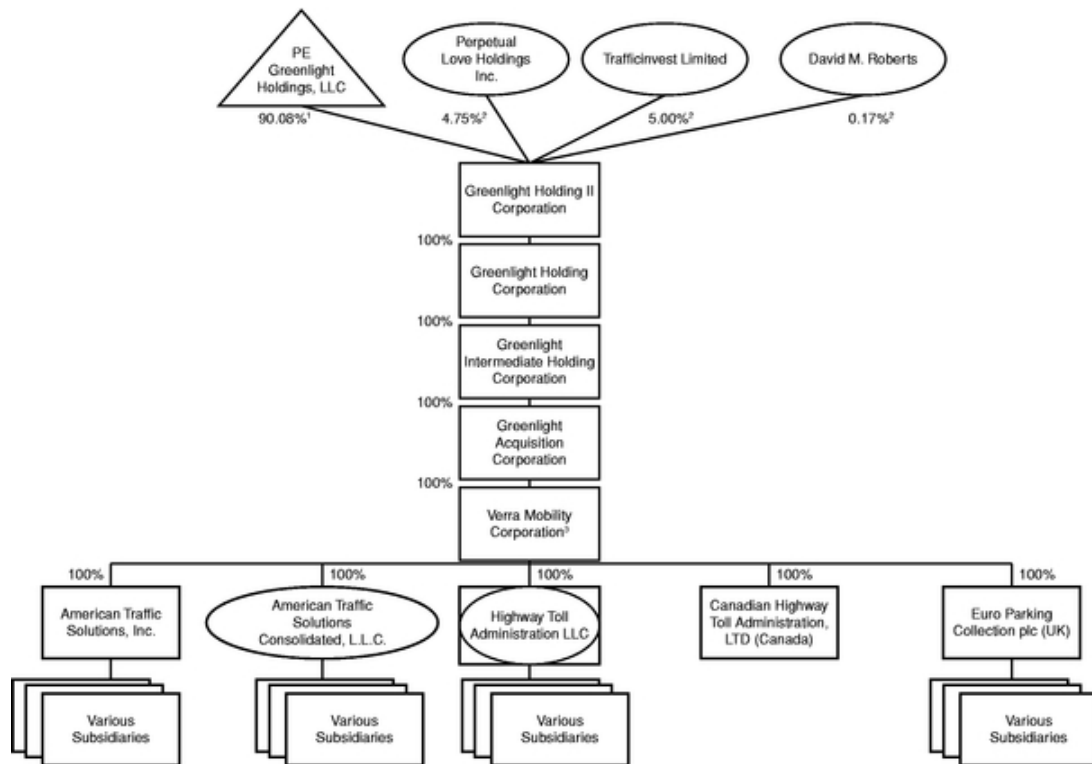 PE
Greenlight
Holdings, LLC
Perpetual
Love Holdings
Inc.
Trafficinvest Limited
David M. Roberts
90.08%¹
4.75%²
5.00%²
0.17%²
Greenlight Holding II
Corporation
100%
Greenlight Holding
Corporation
100%
Greenlight
Intermediate Holding
Corporation
100%
Greenlight
Acquisition
Corporation
100%
Verra Mobility
Corporation³
100%
100%
100%
100%
100%
American Traffic
Solutions, Inc.
American Traffic
Solutions
Consolidated, L.L.C.
Highway Toll
Administration LLC
Canadian Highway
Toll Administration,
LTD (Canada)
Euro Parking
Collection plc (UK)
Various
Subsidiaries
Various
Subsidiaries
Various
Subsidiaries
Various
Subsidiaries